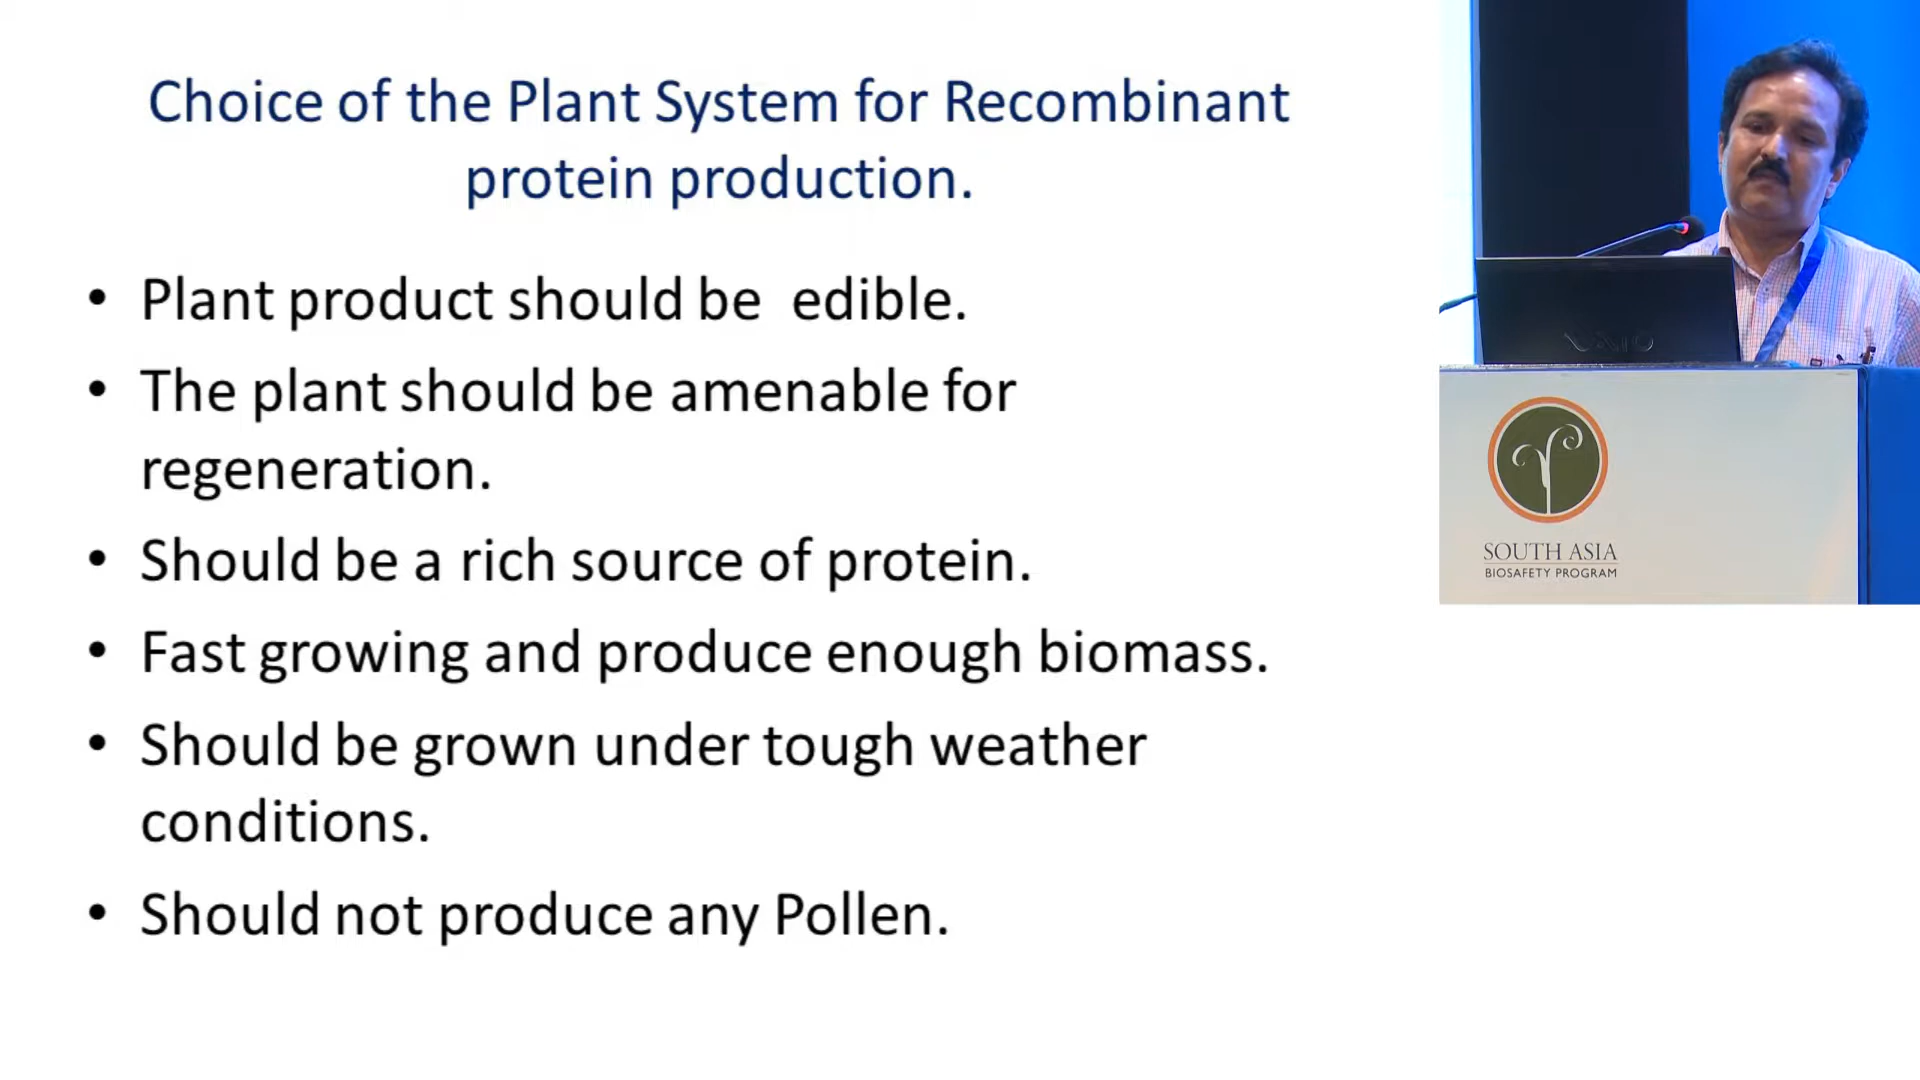 Choice of the Plant System for Recombinant
protein production.
• Plant product should be edible.
• The plant should be amenable for
regeneration.
• Should be a rich source of protein.
• Fast growing and produce enough biomass.
• Should be grown under tough weather
conditions.
• Should not produce any Pollen.
VAIO
SOUTH ASIA
BIOSAFETY PROGRAM